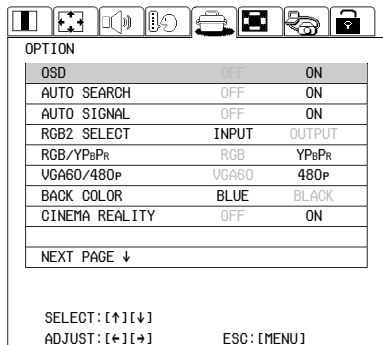 OPTION
OSD OFF ON
AUTO SEARCH OFF ON
AUTO SIGNAL OFF ON
RGB2 SELECT INPUT OUTPUT
RGB/YPBPR RGB YPBPR
VGA60/480P VGA60 480P
BACK COLOR BLUE BLACK
CINEMA REALITY OFF ON
NEXT PAGE ↓
SELECT:[↑][↓]
ADJUST:[←][→] ESC:[MENU]